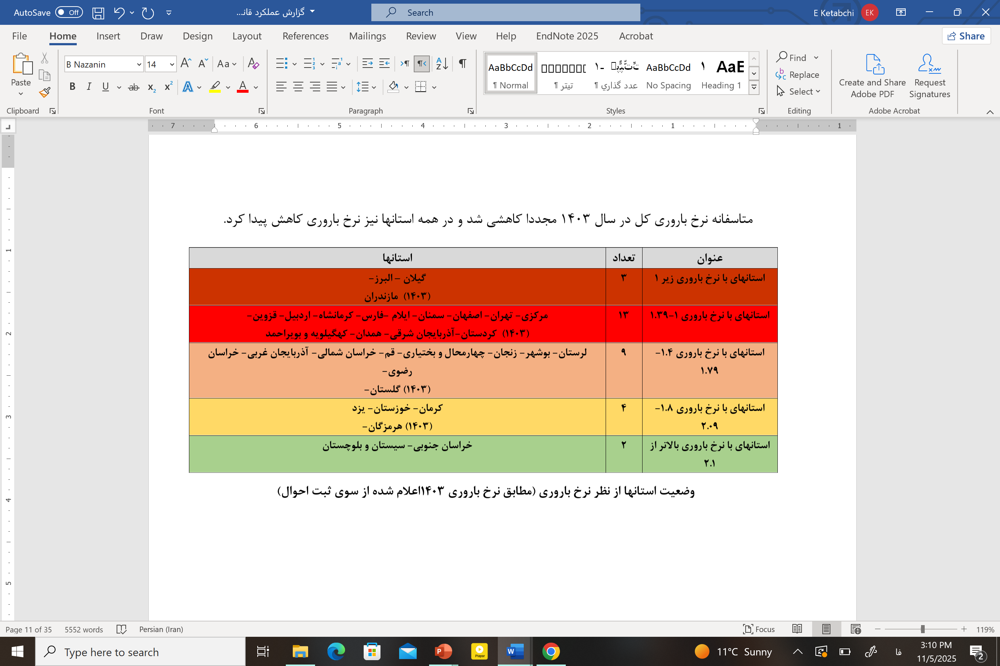 AutoSave Off گزارش عملکرد قانـ... Search E Ketabchi EK
File Home Insert Draw Design Layout References Mailings Review View Help EndNote 2025 Acrobat Share
B Nazanin 14
Paste
Clipboard Font Paragraph Styles Editing Adobe Acrobat
AaBbCcDd AaBbCcDd AaE
¶ Normal ¶ تیتر ¶ عدد گذاري No Spacing Heading 1
Find
Replace
Select
Create and Share Adobe PDF
Request Signatures
7 6 5 4 3 2 1 1
متاسفانه نرخ باروری کل در سال ۱۴۰۳ مجددا کاهشی شد و در همه استانها نیز نرخ باروری کاهش پیدا کرد.
عنوان تعداد استانها
استانهای با نرخ باروری زیر ۱ ۳ گیلان – البرز-
(۱۴۰۳) مازندران
استانهای با نرخ باروری ۱-۱.۳۹ ۱۳ مرکزی- تهران- اصفهان- سمنان- ایلام -فارس- کرمانشاه- اردبیل- قزوین-
(۱۴۰۳) کردستان-آذربایجان شرقی- همدان- کهگیلویه و بویراحمد
استانهای با نرخ باروری ۱.۴- ۹ لرستان- بوشهر- زنجان- چهارمحال و بختیاری- قم- خراسان شمالی- آذربایجان غربی- خراسان
۱.۷۹ رضوی-
(۱۴۰۳) گلستان-
استانهای با نرخ باروری ۱.۸- ۴ کرمان- خوزستان- یزد
۲.۰۹ (۱۴۰۳) هرمزگان-
استانهای با نرخ باروری بالاتر از ۲ خراسان جنوبی- سیستان و بلوچستان
۲.۱
وضعیت استانها از نظر نرخ باروری (مطابق نرخ باروری ۱۴۰۳اعلام شده از سوی ثبت احوال)
1
2
3
4
5
Page 11 of 35 5552 words Persian (Iran) Focus 119%
Type here to search Player 11°C Sunny فا 3:10 PM
11/5/2025 2